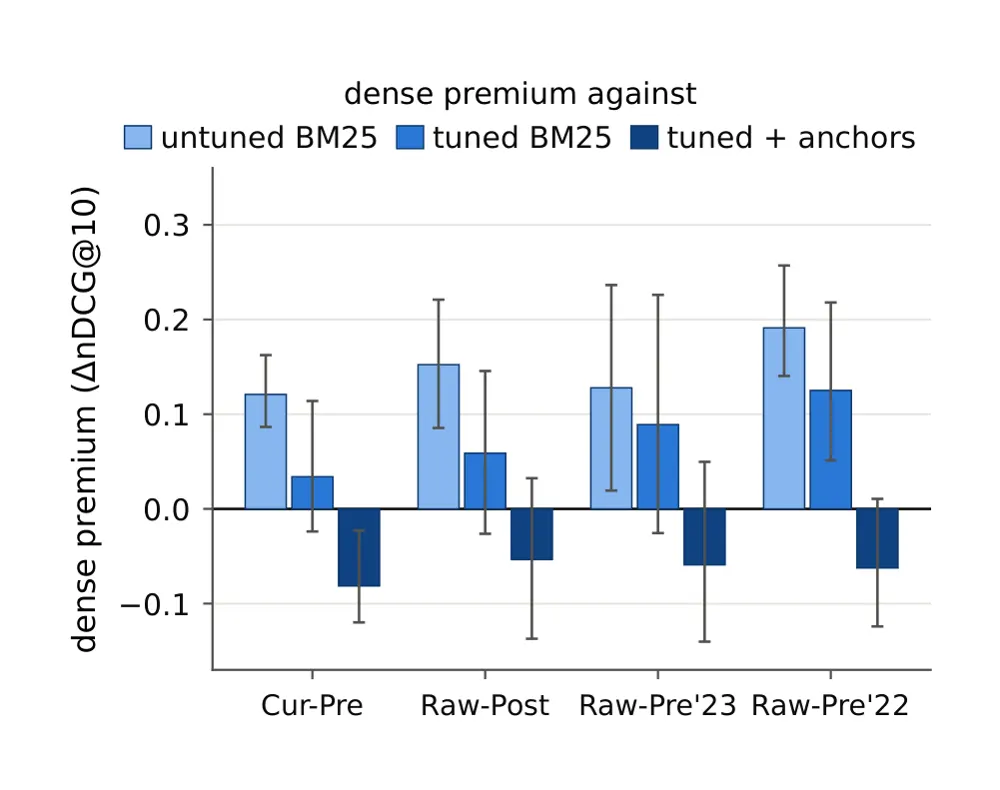 dense premium against
untuned BM25 tuned BM25 tuned + anchors
dense premium (ΔnDCG@10)
0.3
0.2
0.1
0.0
−0.1
Cur-Pre Raw-Post Raw-Pre'23 Raw-Pre'22